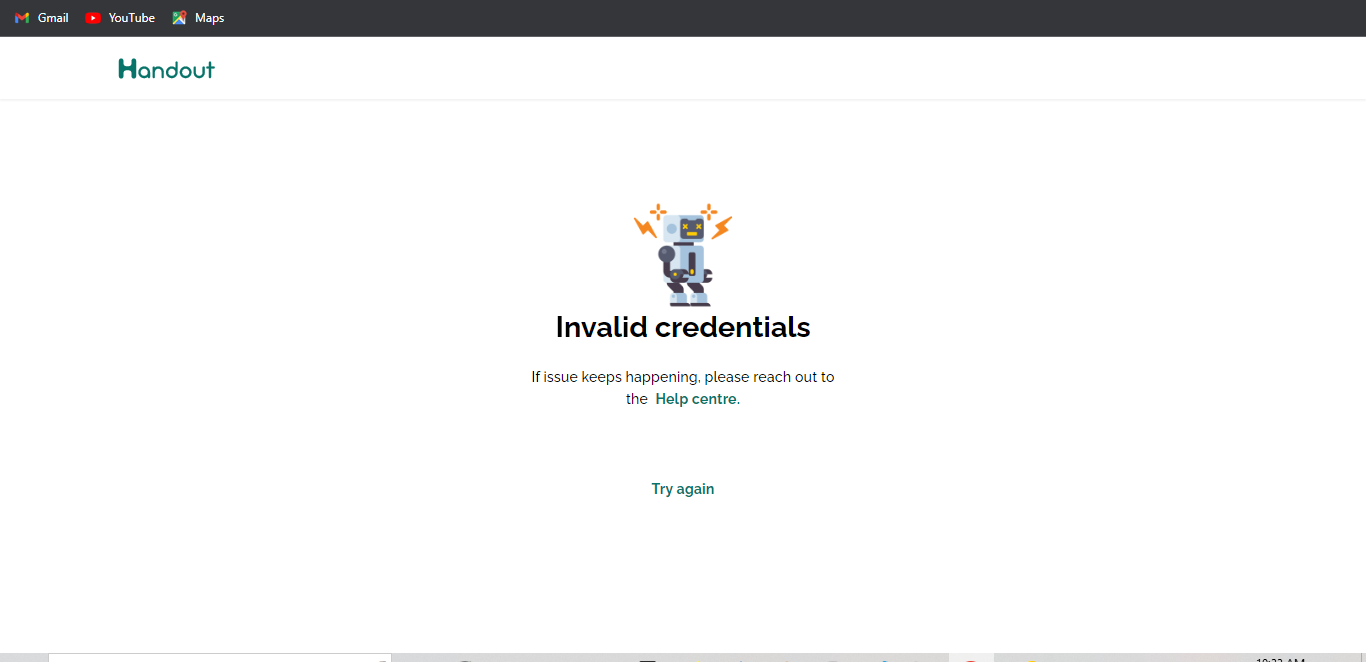 Gmail YouTube Maps
Handout
Invalid credentials
If issue keeps happening, please reach out to
the Help centre.
Try again